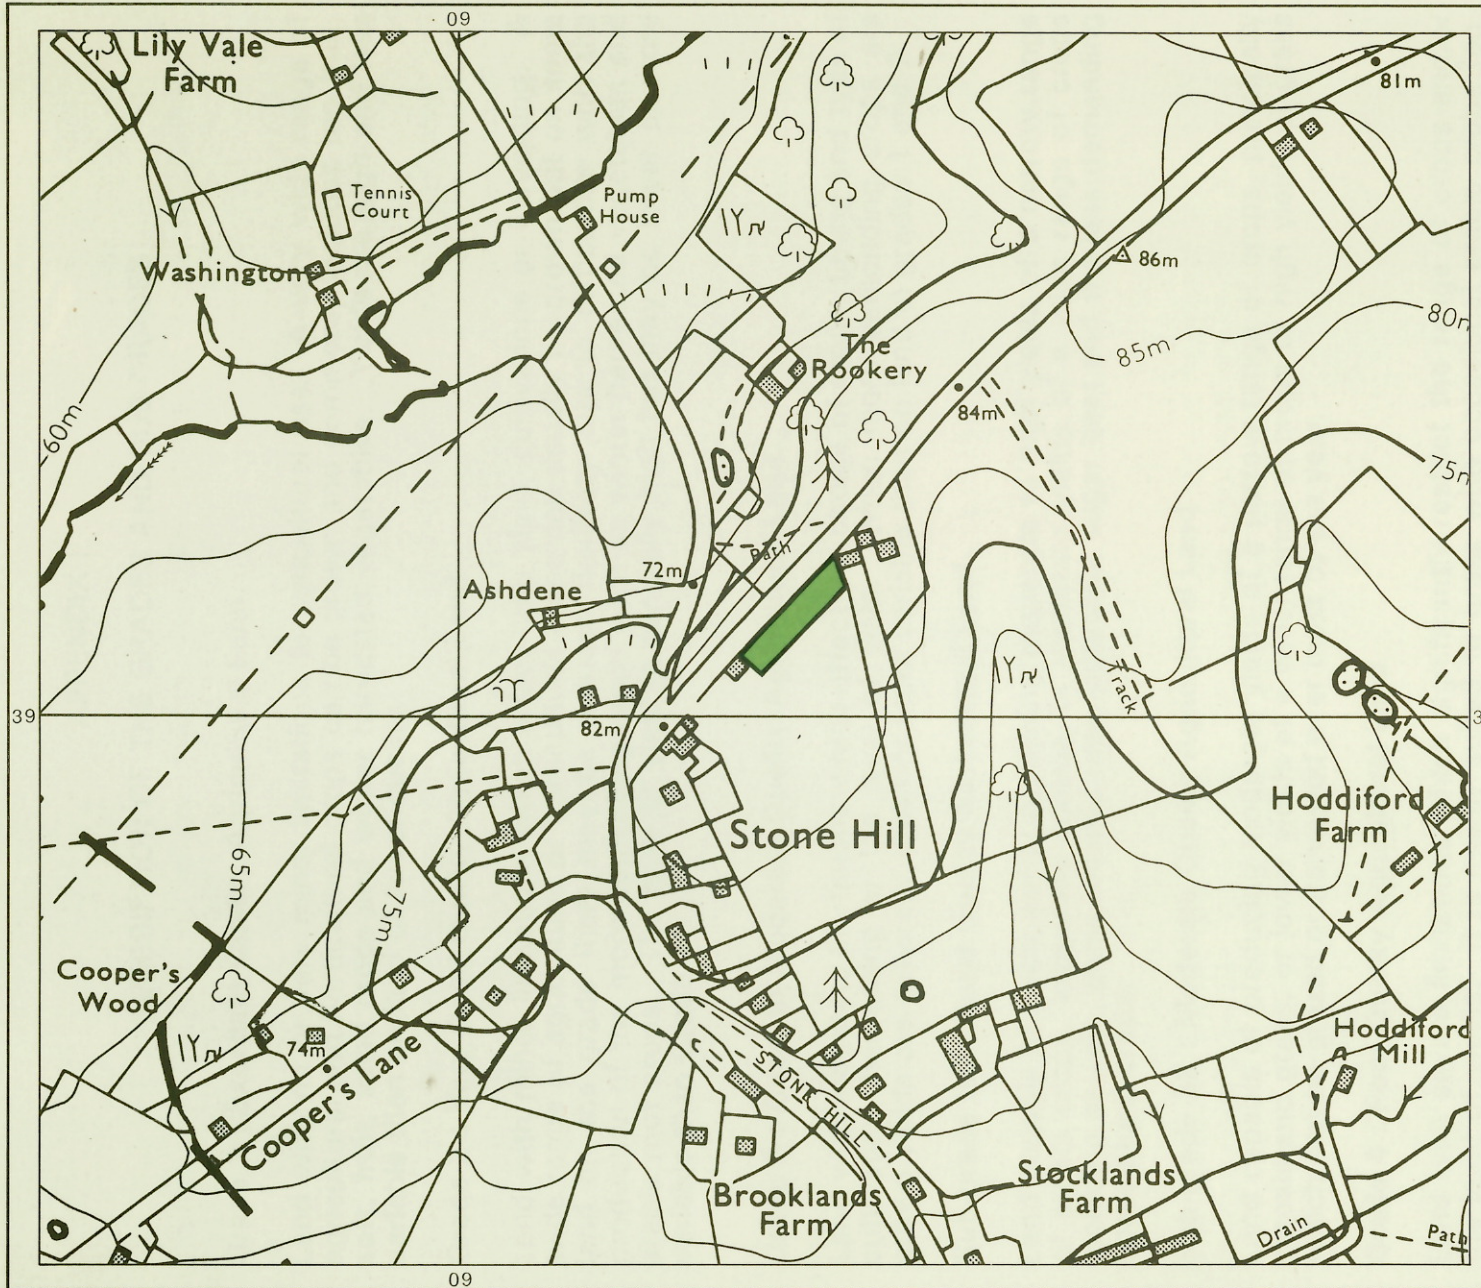 09
Lily Vale
Farm
81m
Tennis
Court
Pump
House
Washington
86m
80m
85m
The
Rookery
84m
60m
75m
Path
72m
Ashdene
Track
39
82m
Hoddiford
Farm
Stone Hill
65m
75m
Cooper's
Wood
Hoddiford
Mill
74m
Cooper's Lane
STONE HILL
Stocklands
Farm
Brooklands
Farm
Drain
Path
09